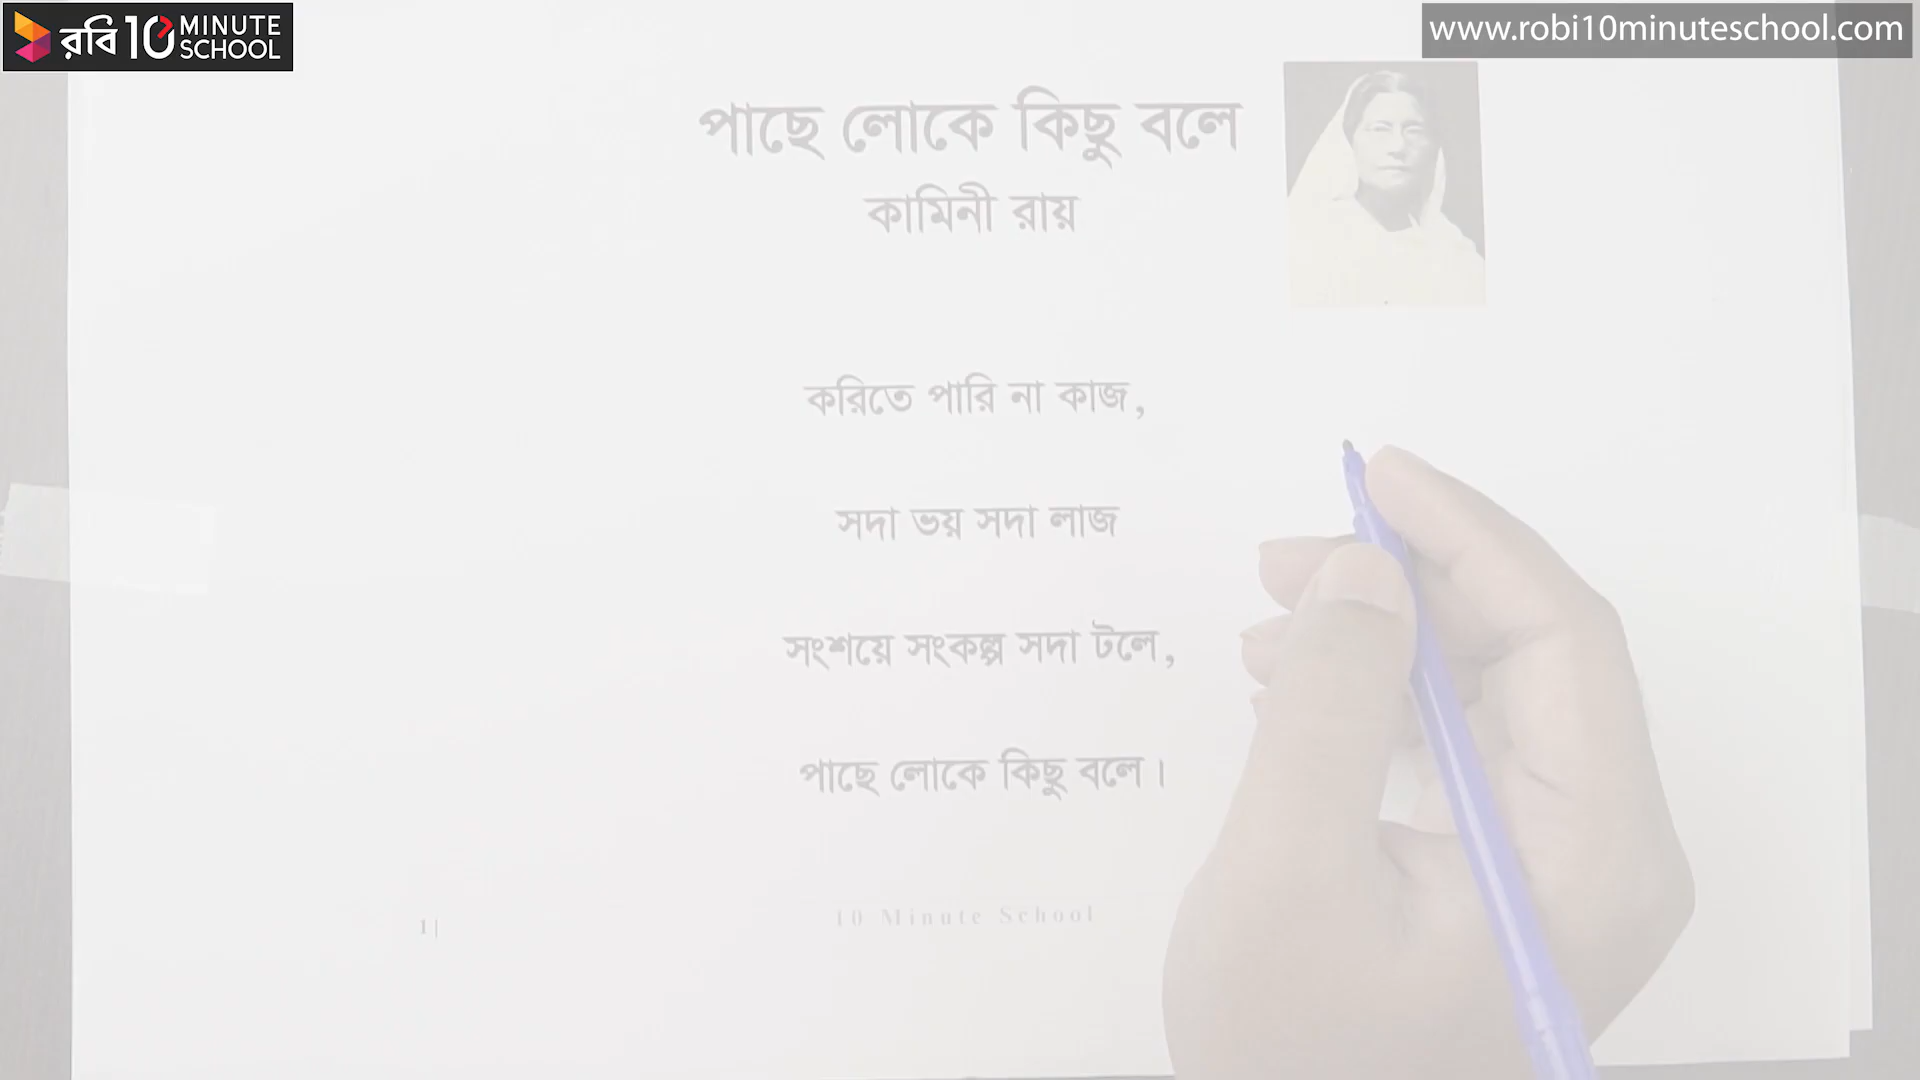 রবি 10 MINUTE SCHOOL
www.robi10minuteschool.com
পাছে লোকে কিছু বলে
কামিনী রায়
করিতে পারি না কাজ,
সদা ভয় সদা লাজ
সংশয়ে সংকল্প সদা টলে,
পাছে লোকে কিছু বলে।
10 Minute School
1|